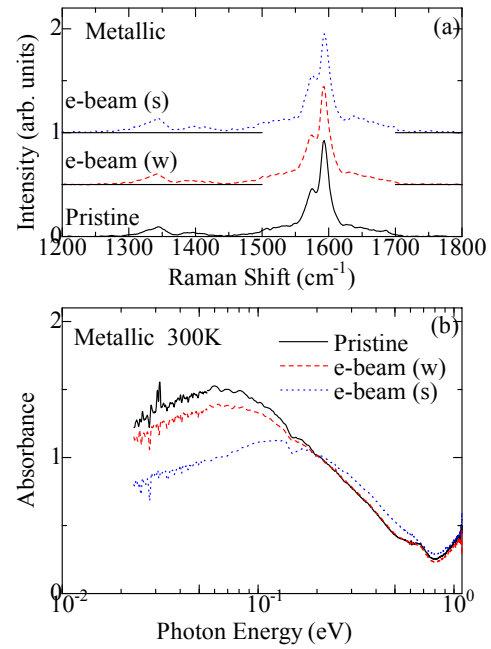 Metallic
(a)
2
e-beam (s)
1
e-beam (w)
Pristine
0
1200 1300 1400 1500 1600 1700 1800
Raman Shift (cm⁻¹)
Intensity (arb. units)
2
Metallic 300K
(b)
Pristine
e-beam (w)
e-beam (s)
1
0
10⁻² 10⁻¹ 10⁰
Photon Energy (eV)
Absorbance